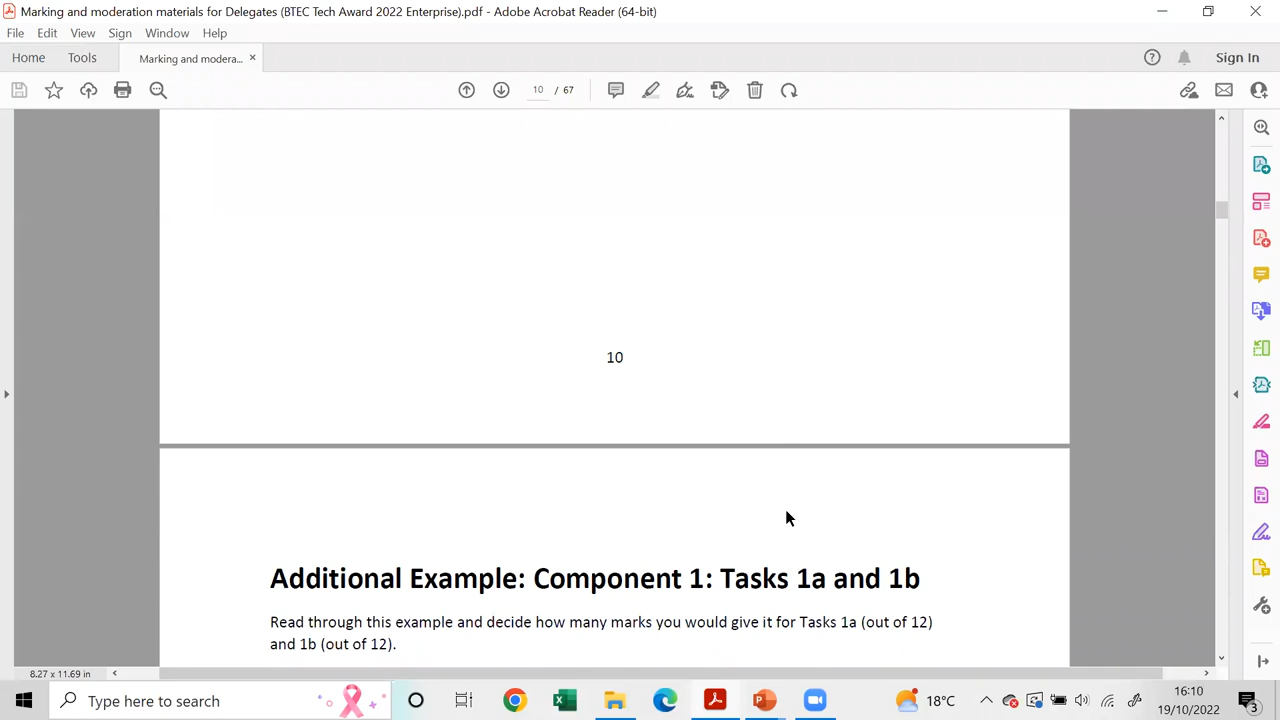 Marking and moderation materials for Delegates (BTEC Tech Award 2022 Enterprise).pdf - Adobe Acrobat Reader (64-bit)
File Edit View Sign Window Help
Home Tools Marking and modera... × Sign In
10 / 67
10
Additional Example: Component 1: Tasks 1a and 1b
Read through this example and decide how many marks you would give it for Tasks 1a (out of 12)
and 1b (out of 12).
8.27 x 11.69 in
Type here to search
18°C
16:10
19/10/2022
3